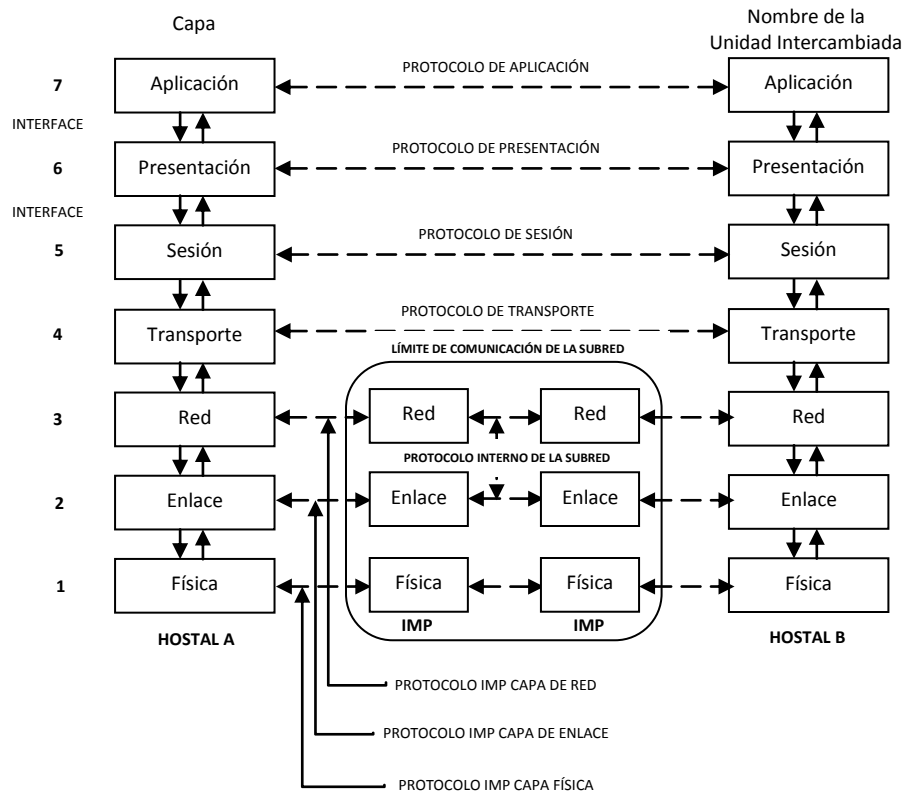 Capa
Nombre de la
Unidad Intercambiada
7
Aplicación
PROTOCOLO DE APLICACIÓN
Aplicación
INTERFACE
6
Presentación
PROTOCOLO DE PRESENTACIÓN
Presentación
INTERFACE
5
Sesión
PROTOCOLO DE SESIÓN
Sesión
4
Transporte
PROTOCOLO DE TRANSPORTE
Transporte
LÍMITE DE COMUNICACIÓN DE LA SUBRED
3
Red
Red
Red
Red
PROTOCOLO INTERNO DE LA SUBRED
2
Enlace
Enlace
Enlace
Enlace
1
Física
Física
Física
Física
HOSTAL A
IMP
IMP
HOSTAL B
PROTOCOLO IMP CAPA DE RED
PROTOCOLO IMP CAPA DE ENLACE
PROTOCOLO IMP CAPA FÍSICA